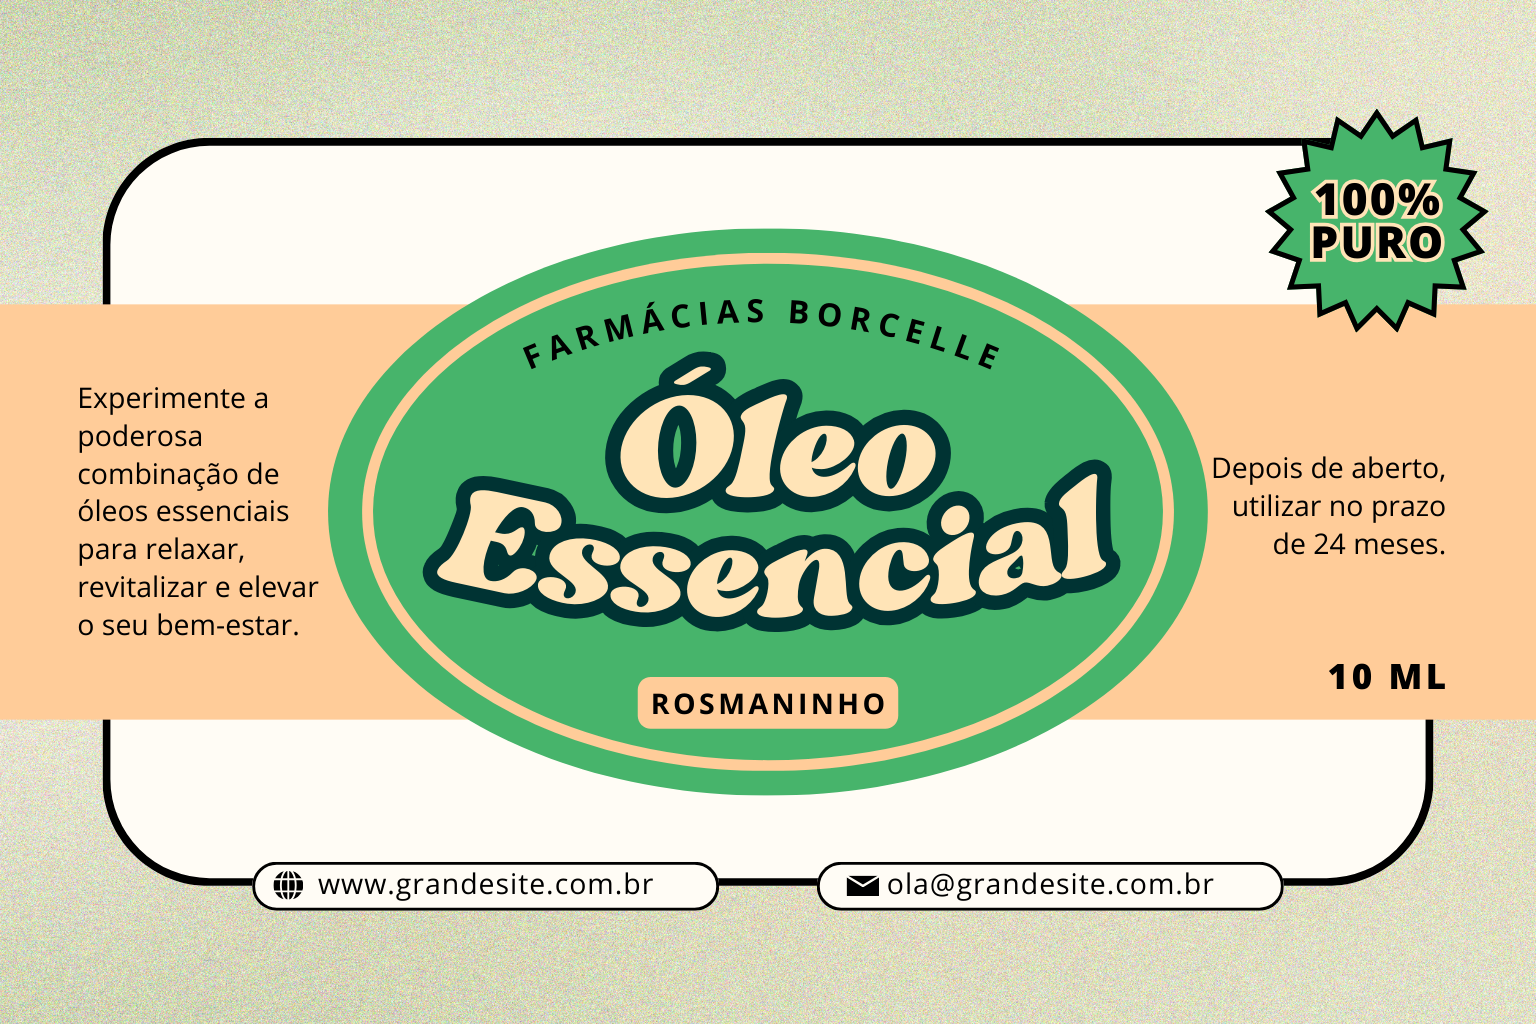 100%
PURO
FARMÁCIAS BORCELLE
Óleo
Essencial
ROSMANINHO
Experimente a
poderosa
combinação de
óleos essenciais
para relaxar,
revitalizar e elevar
o seu bem-estar.
Depois de aberto,
utilizar no prazo
de 24 meses.
10 ML
www.grandesite.com.br
ola@grandesite.com.br